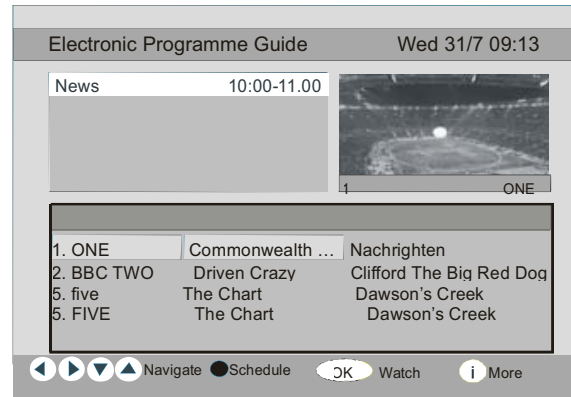 Electronic Programme Guide Wed 31/7 09:13
News 10:00-11.00
1 ONE
1. ONE Commonwealth ... Nachrighten
2. BBC TWO Driven Crazy Clifford The Big Red Dog
5. five The Chart Dawson's Creek
5. FIVE The Chart Dawson's Creek
Navigate Schedule OK Watch i More